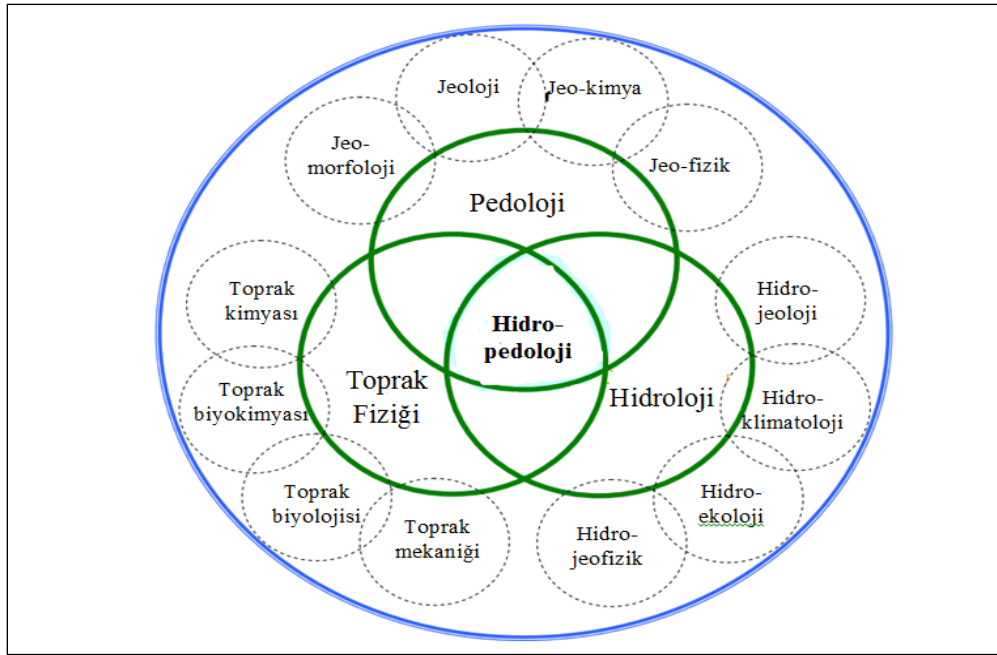 Jeoloji
Jeo-kimya
Jeo-
morfoloji
Jeo-fizik
Pedoloji
Toprak
kimyası
Hidro-
jeoloji
Hidro-
pedoloji
Toprak
biyokimyası
Toprak
Fiziği
Hidroloji
Hidro-
klimatoloji
Toprak
biyolojisi
Hidro-
ekoloji
Toprak
mekaniği
Hidro-
jeofizik